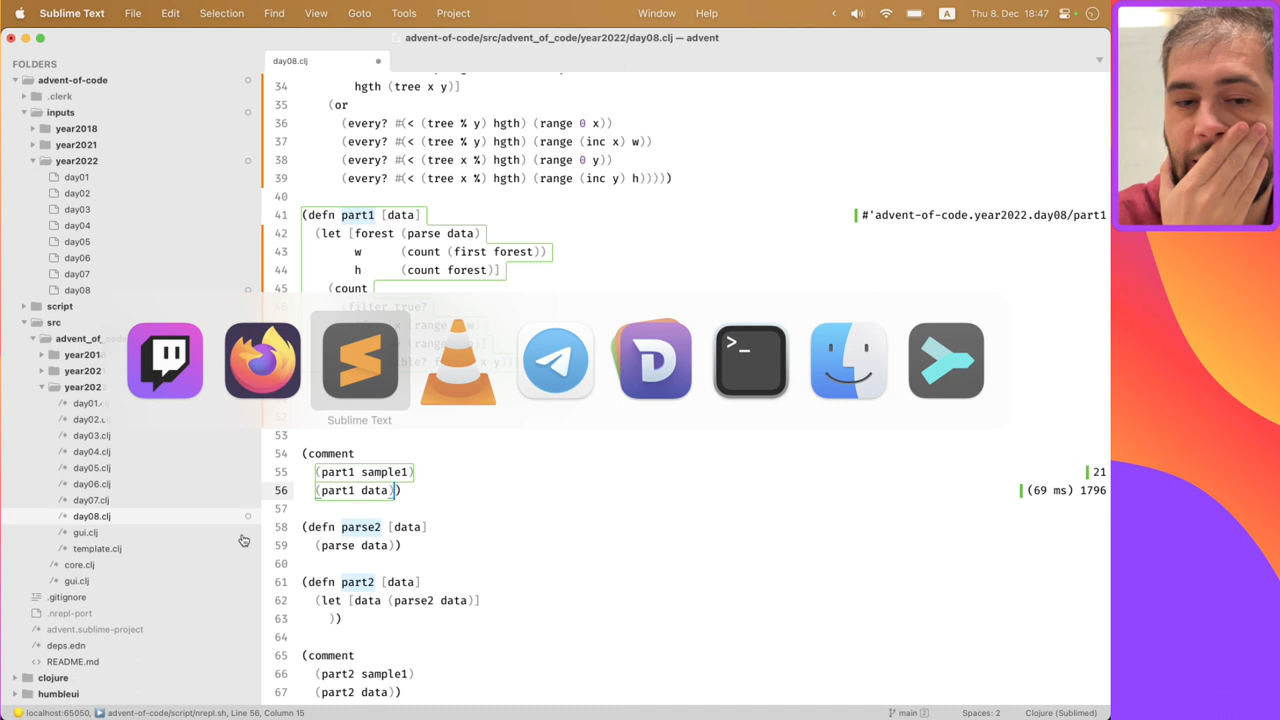 Sublime Text File Edit Selection Find View Goto Tools Project Window Help A Thu 8. Dec 18:47
advent-of-code/src/advent_of_code/year2022/day08.clj — advent
FOLDERS
advent-of-code
.clerk
inputs
year2018
year2021
year2022
day01
day02
day03
day04
day05
day06
day07
day08
script
src
advent_of_
year201
year202
year202
day01.
day02.
day03.clj
day04.clj
day05.clj
day06.clj
day07.clj
day08.clj
gui.clj
template.clj
core.clj
gui.clj
.gitignore
.nrepl-port
advent.sublime-project
deps.edn
README.md
clojure
humbleui
day08.clj
34 hgth (tree x y)]
35 (or
36 (every? #(< (tree % y) hgth) (range 0 x))
37 (every? #(< (tree % y) hgth) (range (inc x) w))
38 (every? #(< (tree x %) hgth) (range 0 y))
39 (every? #(< (tree x %) hgth) (range (inc y) h)))))
40
41 (defn part1 [data] #'advent-of-code.year2022.day08/part1
42 (let [forest (parse data)
43 w (count (first forest))
44 h (count forest)]
45 (count
46 (filter true?
Sublime Text
53
54 (comment
55 (part1 sample1) 21
56 (part1 data)) (69 ms) 1796
57
58 (defn parse2 [data]
59 (parse data))
60
61 (defn part2 [data]
62 (let [data (parse2 data)]
63 ))
64
65 (comment
66 (part2 sample1)
67 (part2 data))
localhost:65050, advent-of-code/script/nrepl.sh, Line 56, Column 15 main 2 Spaces: 2 Clojure (Sublimed)